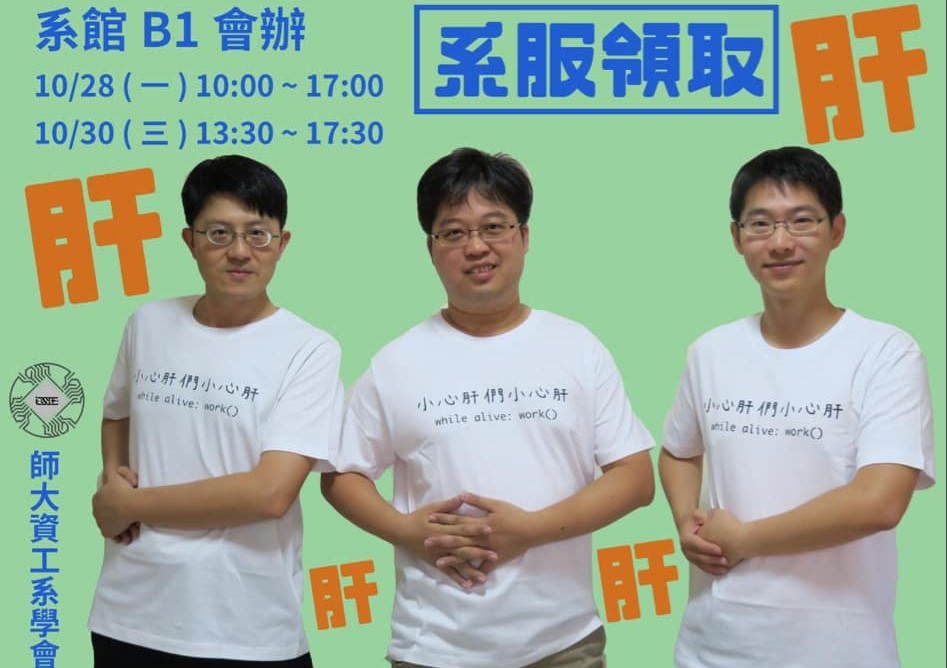 系館 B1 會辦
10/28 ( 一 ) 10:00 ~ 17:00
10/30 ( 三 ) 13:30 ~ 17:30
系服領取
肝
肝
小心肝們小心肝
while alive: work()
小心肝們小心肝
while alive: work()
小心肝們小心肝
while alive: work()
師大資工系學會
肝
肝